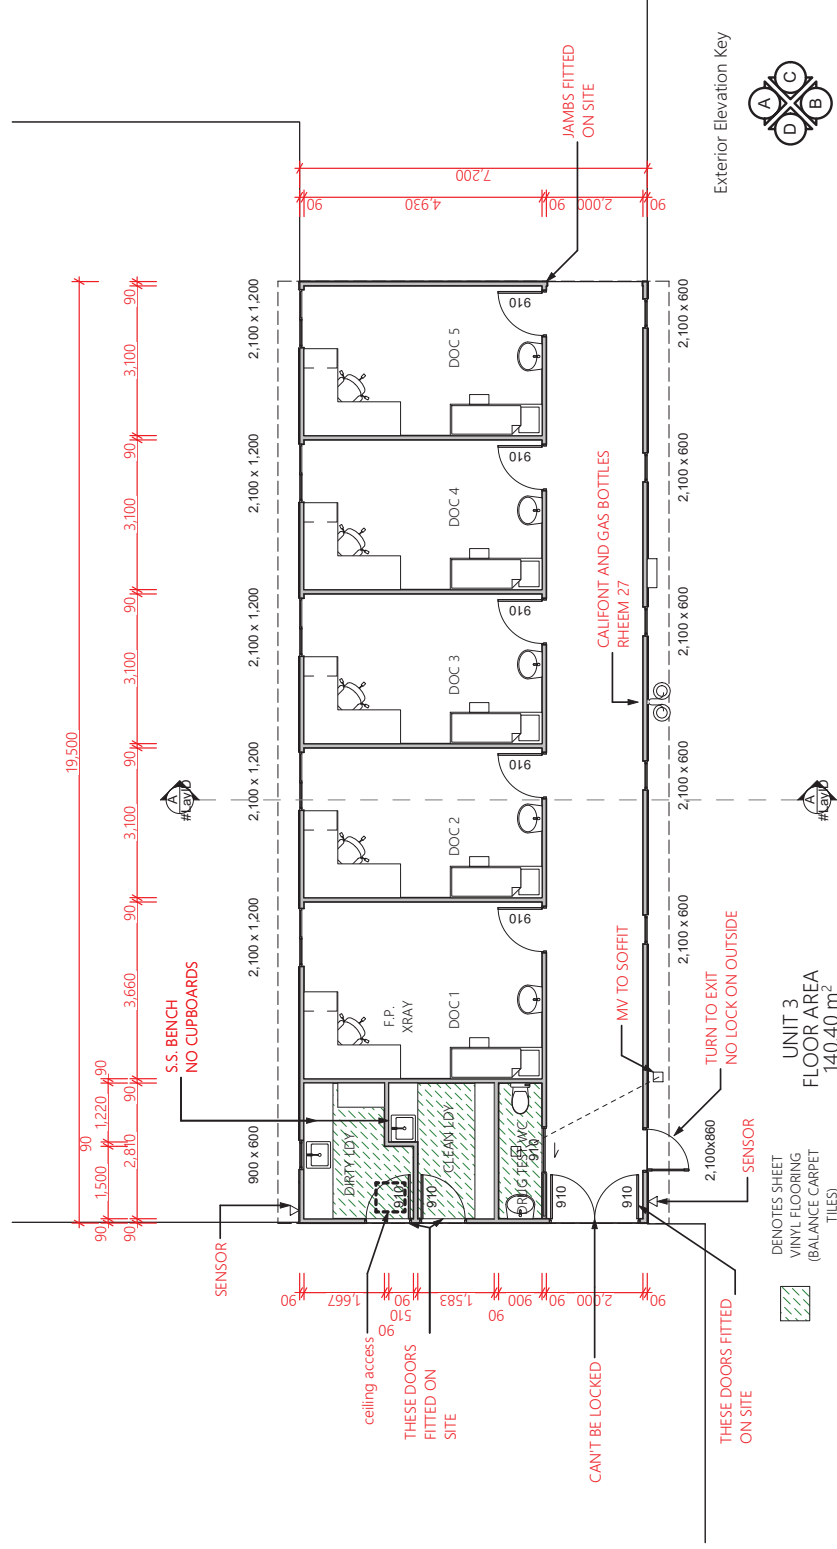 19,500
90
3,100
90
3,100
90
3,100
90
3,100
90
3,660
90
2,810
90
90
1,220
90
1,500
90
2,100 x 1,200
2,100 x 1,200
2,100 x 1,200
2,100 x 1,200
2,100 x 1,200
900 x 600
S.S. BENCH
NO CUPBOARDS
SENSOR
A
#LayID
DIRTY LDY
CLEAN LDY
DRUG TEST WC
F.P.
XRAY
DOC 1
DOC 2
DOC 3
DOC 4
DOC 5
910
910
910
910
910
910
910
910
910
910
90
1,667
90
90
510
1,583
90
900
90
2,000
90
90
4,930
90
2,000
90
7,200
ceiling access
THESE DOORS
FITTED ON
SITE
CAN'T BE LOCKED
THESE DOORS FITTED
ON SITE
JAMBS FITTED
ON SITE
CALIFONT AND GAS BOTTLES
RHEEM 27
MV TO SOFFIT
TURN TO EXIT
NO LOCK ON OUTSIDE
SENSOR
2,100x860
2,100 x 600
2,100 x 600
2,100 x 600
2,100 x 600
2,100 x 600
A
#LayID
UNIT 3
FLOOR AREA
140.40 m²
DENOTES SHEET
VINYL FLOORING
(BALANCE CARPET
TILES)
Exterior Elevation Key
A
B
C
D